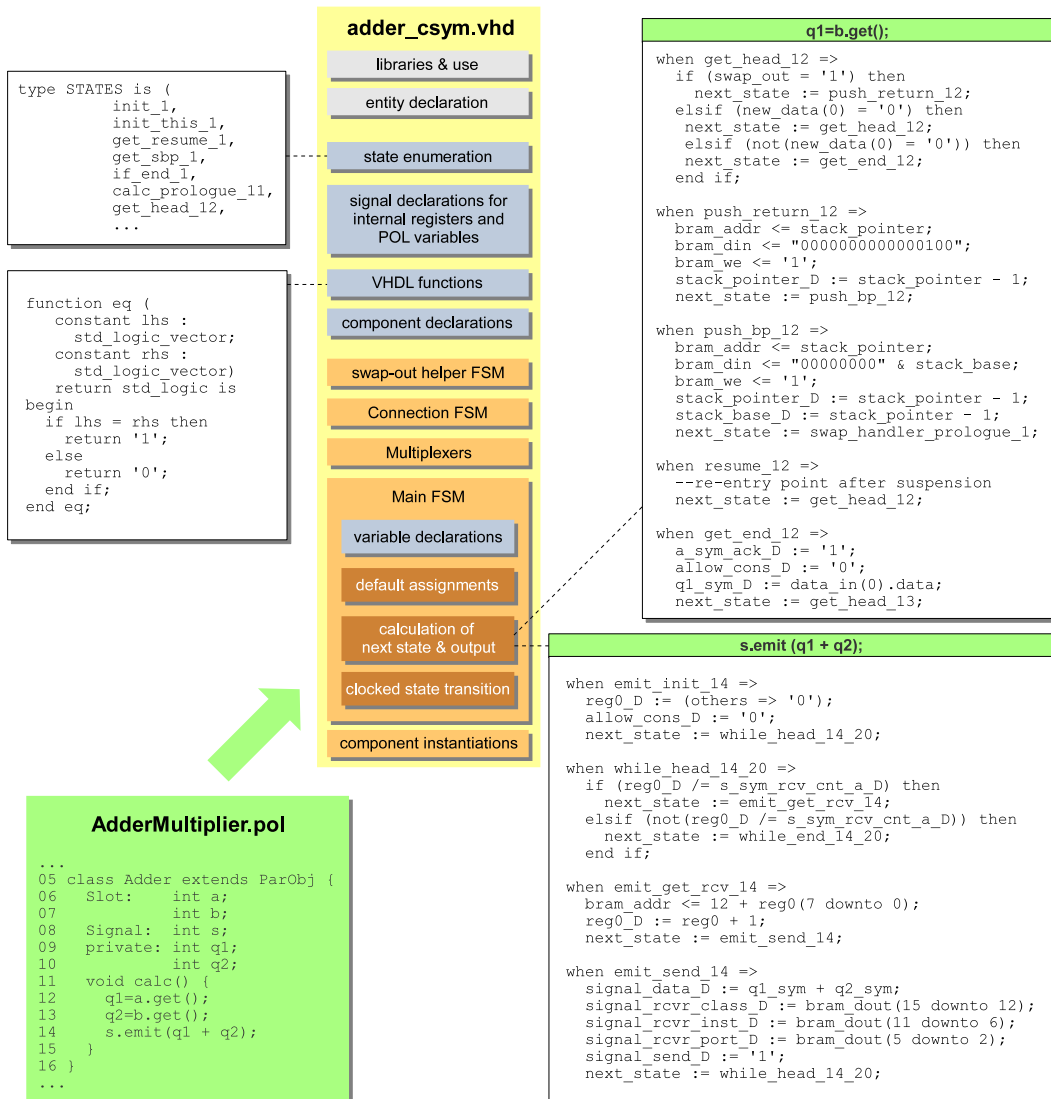 adder_csym.vhd
libraries & use
entity declaration
state enumeration
signal declarations for
internal registers and
POL variables
VHDL functions
component declarations
swap-out helper FSM
Connection FSM
Multiplexers
Main FSM
variable declarations
default assignments
calculation of
next state & output
clocked state transition
component instantiations
type STATES is (
init_1,
init_this_1,
get_resume_1,
get_sbp_1,
if_end_1,
calc_prologue_11,
get_head_12,
...
function eq (
constant lhs :
std_logic_vector;
constant rhs :
std_logic_vector)
return std_logic is
begin
if lhs = rhs then
return '1';
else
return '0';
end if;
end eq;
AdderMultiplier.pol
...
05 class Adder extends ParObj {
06 Slot: int a;
07 int b;
08 Signal: int s;
09 private: int q1;
10 int q2;
11 void calc() {
12 q1=a.get();
13 q2=b.get();
14 s.emit(q1 + q2);
15 }
16 }
...
q1=b.get();
when get_head_12 =>
if (swap_out = '1') then
next_state := push_return_12;
elsif (new_data(0) = '0') then
next_state := get_head_12;
elsif (not(new_data(0) = '0')) then
next_state := get_end_12;
end if;
when push_return_12 =>
bram_addr <= stack_pointer;
bram_din <= "0000000000000100";
bram_we <= '1';
stack_pointer_D := stack_pointer - 1;
next_state := push_bp_12;
when push_bp_12 =>
bram_addr <= stack_pointer;
bram_din <= "00000000" & stack_base;
bram_we <= '1';
stack_pointer_D := stack_pointer - 1;
stack_base_D := stack_pointer - 1;
next_state := swap_handler_prologue_1;
when resume_12 =>
--re-entry point after suspension
next_state := get_head_12;
when get_end_12 =>
a_sym_ack_D := '1';
allow_cons_D := '0';
q1_sym_D := data_in(0).data;
next_state := get_head_13;
s.emit (q1 + q2);
when emit_init_14 =>
reg0_D := (others => '0');
allow_cons_D := '0';
next_state := while_head_14_20;
when while_head_14_20 =>
if (reg0_D /= s_sym_rcv_cnt_a_D) then
next_state := emit_get_rcv_14;
elsif (not(reg0_D /= s_sym_rcv_cnt_a_D)) then
next_state := while_end_14_20;
end if;
when emit_get_rcv_14 =>
bram_addr <= 12 + reg0(7 downto 0);
reg0_D := reg0 + 1;
next_state := emit_send_14;
when emit_send_14 =>
signal_data_D := q1_sym + q2_sym;
signal_rcvr_class_D := bram_dout(15 downto 12);
signal_rcvr_inst_D := bram_dout(11 downto 6);
signal_rcvr_port_D := bram_dout(5 downto 2);
signal_send_D := '1';
next_state := while_head_14_20;